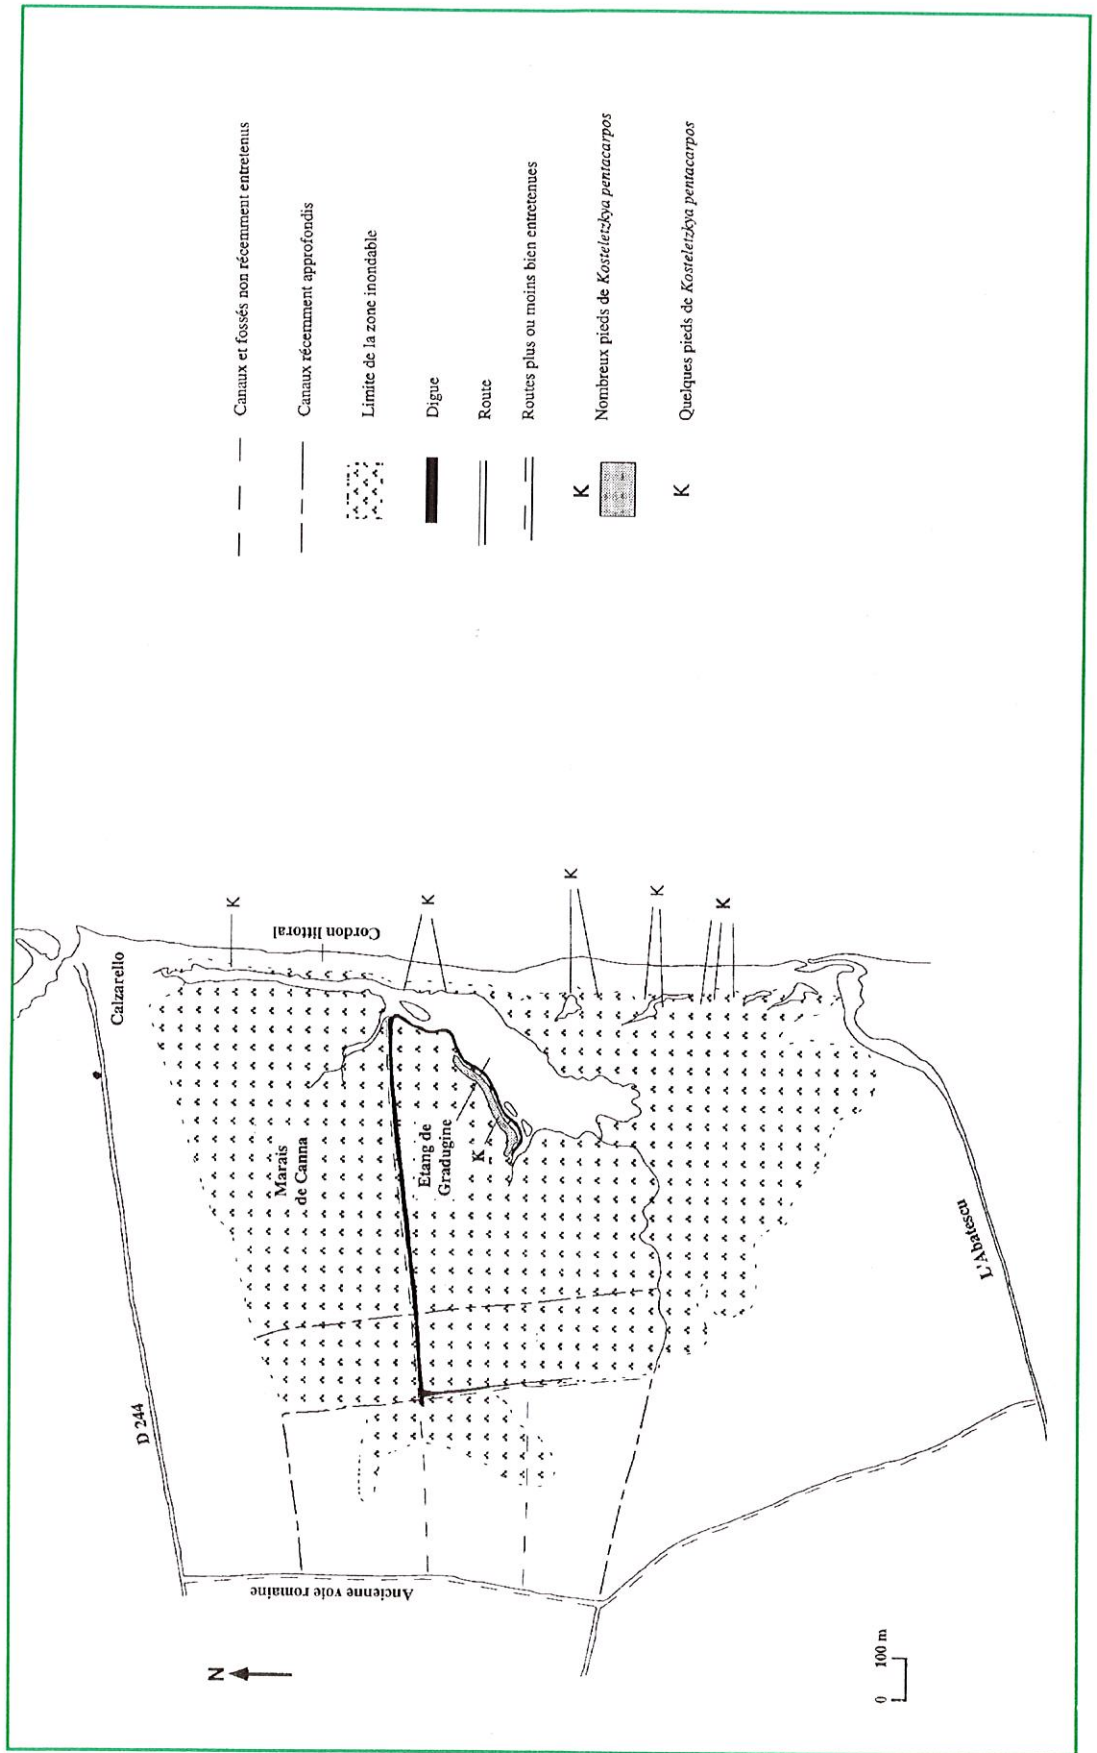 Canaux et fossés non récemment entretenus
Canaux récemment approfondis
Limite de la zone inondable
Digue
Route
Routes plus ou moins bien entretenues
K
Nombreux pieds de Kosteletzkya pentacarpos
K
Quelques pieds de Kosteletzkya pentacarpos
Calzarello
D 244
Cordon littoral
K
K
K
K
K
Marais
de Canna
Etang de
Gradugine
K
Ancienne voie romaine
L'Abatescu
N
0 100 m